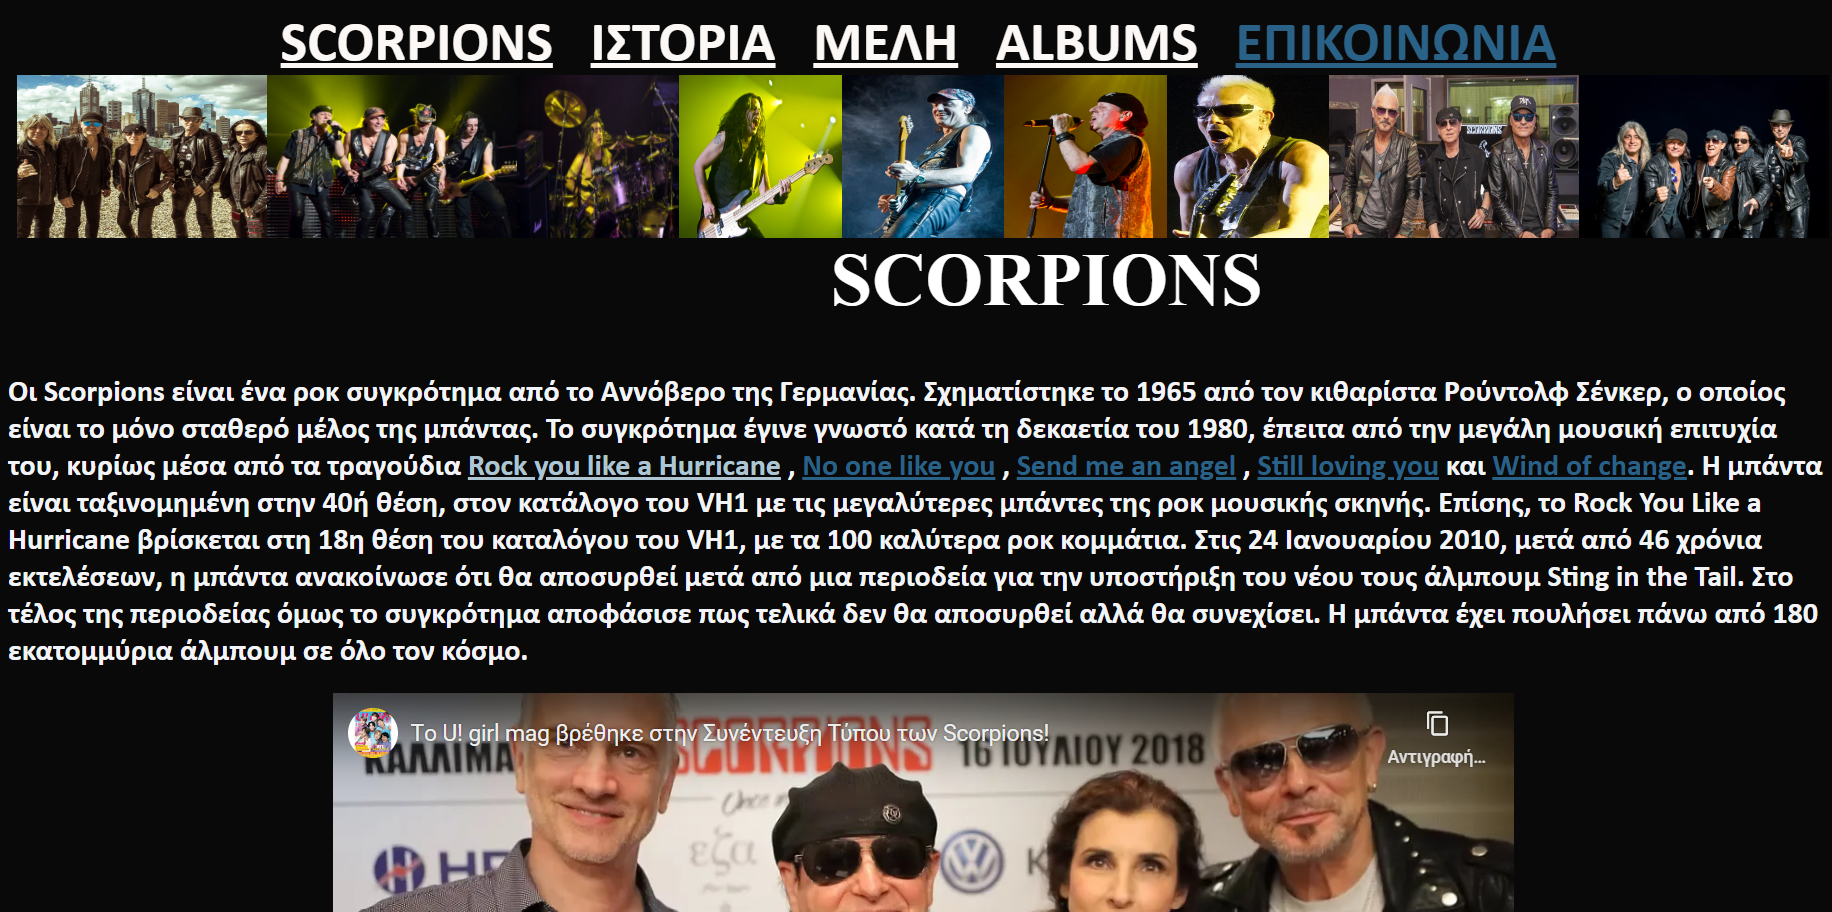 SCORPIONS ΙΣΤΟΡΙΑ ΜΕΛΗ ALBUMS ΕΠΙΚΟΙΝΩΝΙΑ
SCORPIONS
SCORPIONS
Οι Scorpions είναι ένα ροκ συγκρότημα από το Αννόβερο της Γερμανίας. Σχηματίστηκε το 1965 από τον κιθαρίστα Ρούντολφ Σένκερ, ο οποίος
είναι το μόνο σταθερό μέλος της μπάντας. Το συγκρότημα έγινε γνωστό κατά τη δεκαετία του 1980, έπειτα από την μεγάλη μουσική επιτυχία
του, κυρίως μέσα από τα τραγούδια Rock you like a Hurricane , No one like you , Send me an angel , Still loving you και Wind of change. Η μπάντα
είναι ταξινομημένη στην 40ή θέση, στον κατάλογο του VH1 με τις μεγαλύτερες μπάντες της ροκ μουσικής σκηνής. Επίσης, το Rock You Like a
Hurricane βρίσκεται στη 18η θέση του καταλόγου του VH1, με τα 100 καλύτερα ροκ κομμάτια. Στις 24 Ιανουαρίου 2010, μετά από 46 χρόνια
εκτελέσεων, η μπάντα ανακοίνωσε ότι θα αποσυρθεί μετά από μια περιοδεία για την υποστήριξη του νέου τους άλμπουμ Sting in the Tail. Στο
τέλος της περιοδείας όμως το συγκρότημα αποφάσισε πως τελικά δεν θα αποσυρθεί αλλά θα συνεχίσει. Η μπάντα έχει πουλήσει πάνω από 180
εκατομμύρια άλμπουμ σε όλο τον κόσμο.
Το U! girl mag βρέθηκε στην Συνέντευξη Τύπου των Scorpions!
Αντιγραφή...
ΚΑΛΛΙΜΑ SCORPIONS 16 ΙΟΥΛΙΟΥ 2018
Once in
εζα